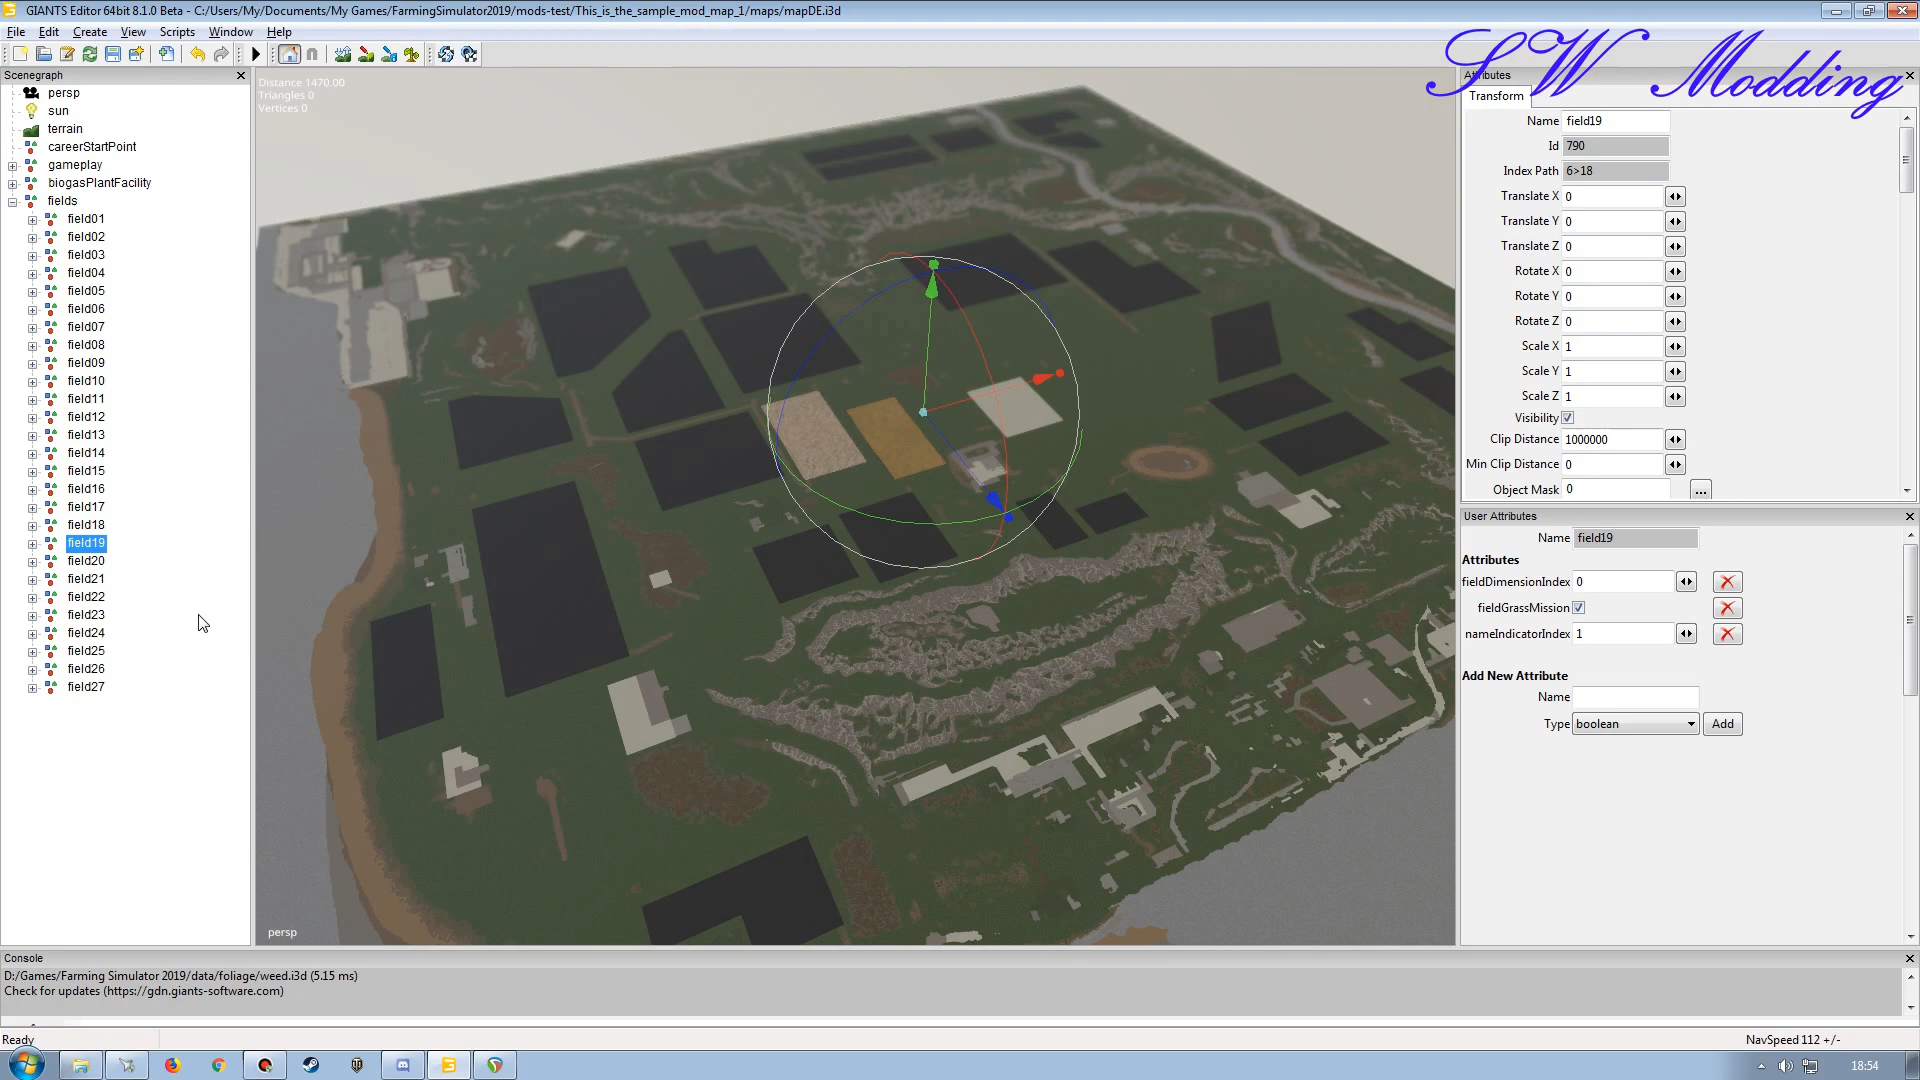 GIANTS Editor 64bit 8.1.0 Beta - C:/Users/My/Documents/My Games/FarmingSimulator2019/mods-test/This_is_the_sample_mod_map_1/maps/mapDE.i3d
File Edit Create View Scripts Window Help
SW Modding
Scenegraph
persp
sun
terrain
careerStartPoint
gameplay
biogasPlantFacility
fields
field01
field02
field03
field04
field05
field06
field07
field08
field09
field10
field11
field12
field13
field14
field15
field16
field17
field18
field19
field20
field21
field22
field23
field24
field25
field26
field27
Distance 1470.00
Triangles 0
Vertices 0
persp
Attributes
Transform
Name field19
Id 790
Index Path 6>18
Translate X 0
Translate Y 0
Translate Z 0
Rotate X 0
Rotate Y 0
Rotate Z 0
Scale X 1
Scale Y 1
Scale Z 1
Visibility
Clip Distance 1000000
Min Clip Distance 0
Object Mask 0 ...
User Attributes
Name field19
Attributes
fieldDimensionIndex 0
fieldGrassMission
nameIndicatorIndex 1
Add New Attribute
Name
Type boolean Add
Console
D:/Games/Farming Simulator 2019/data/foliage/weed.i3d (5.15 ms)
Check for updates (https://gdn.giants-software.com)
Ready
NavSpeed 112 +/-
18:54